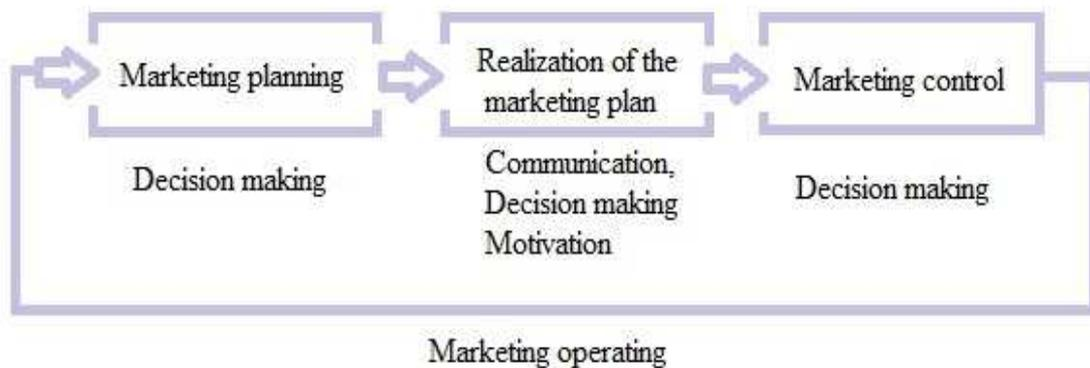 Marketing planning
Realization of the
marketing plan
Marketing control
Decision making
Communication,
Decision making
Motivation
Decision making
Marketing operating